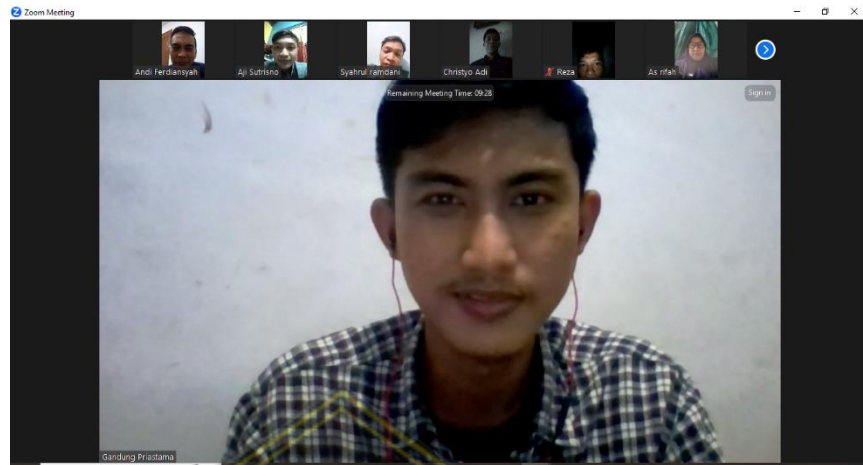 Zoom Meeting
Andi Ferdiansyah
Aji Sutrisno
Syahrul ramdani
Christyo Adi
Reza
As rifah
Remaining Meeting Time: 09:28
Sign in
Gandung Priastama